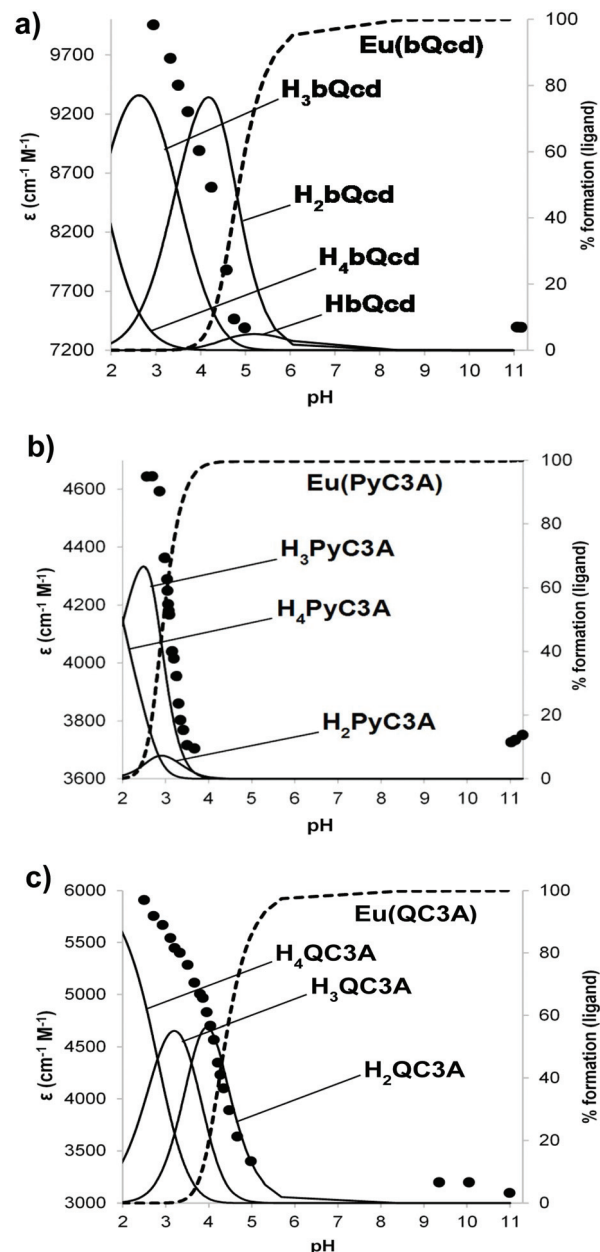 a)
9700
9200
8700
8200
7700
7200
ε (cm⁻¹ M⁻¹)
Eu(bQcd)
H₃bQcd
H₂bQcd
H₄bQcd
HbQcd
100
80
60
40
20
0
% formation (ligand)
2 3 4 5 6 7 8 9 10 11
pH
b)
4600
4400
4200
4000
3800
3600
ε (cm⁻¹ M⁻¹)
Eu(PyC3A)
H₃PyC3A
H₄PyC3A
H₂PyC3A
100
80
60
40
20
0
% formation (ligand)
2 3 4 5 6 7 8 9 10 11
pH
c)
6000
5500
5000
4500
4000
3500
3000
ε (cm⁻¹ M⁻¹)
Eu(QC3A)
H₄QC3A
H₃QC3A
H₂QC3A
100
80
60
40
20
0
% formation (ligand)
2 3 4 5 6 7 8 9 10 11
pH